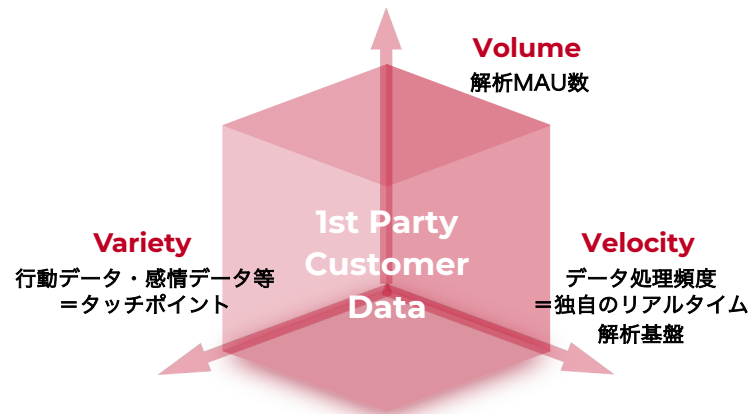 Volume
解析MAU数
1st Party
Customer
Data
Variety
行動データ・感情データ等
＝タッチポイント
Velocity
データ処理頻度
＝独自のリアルタイム
解析基盤